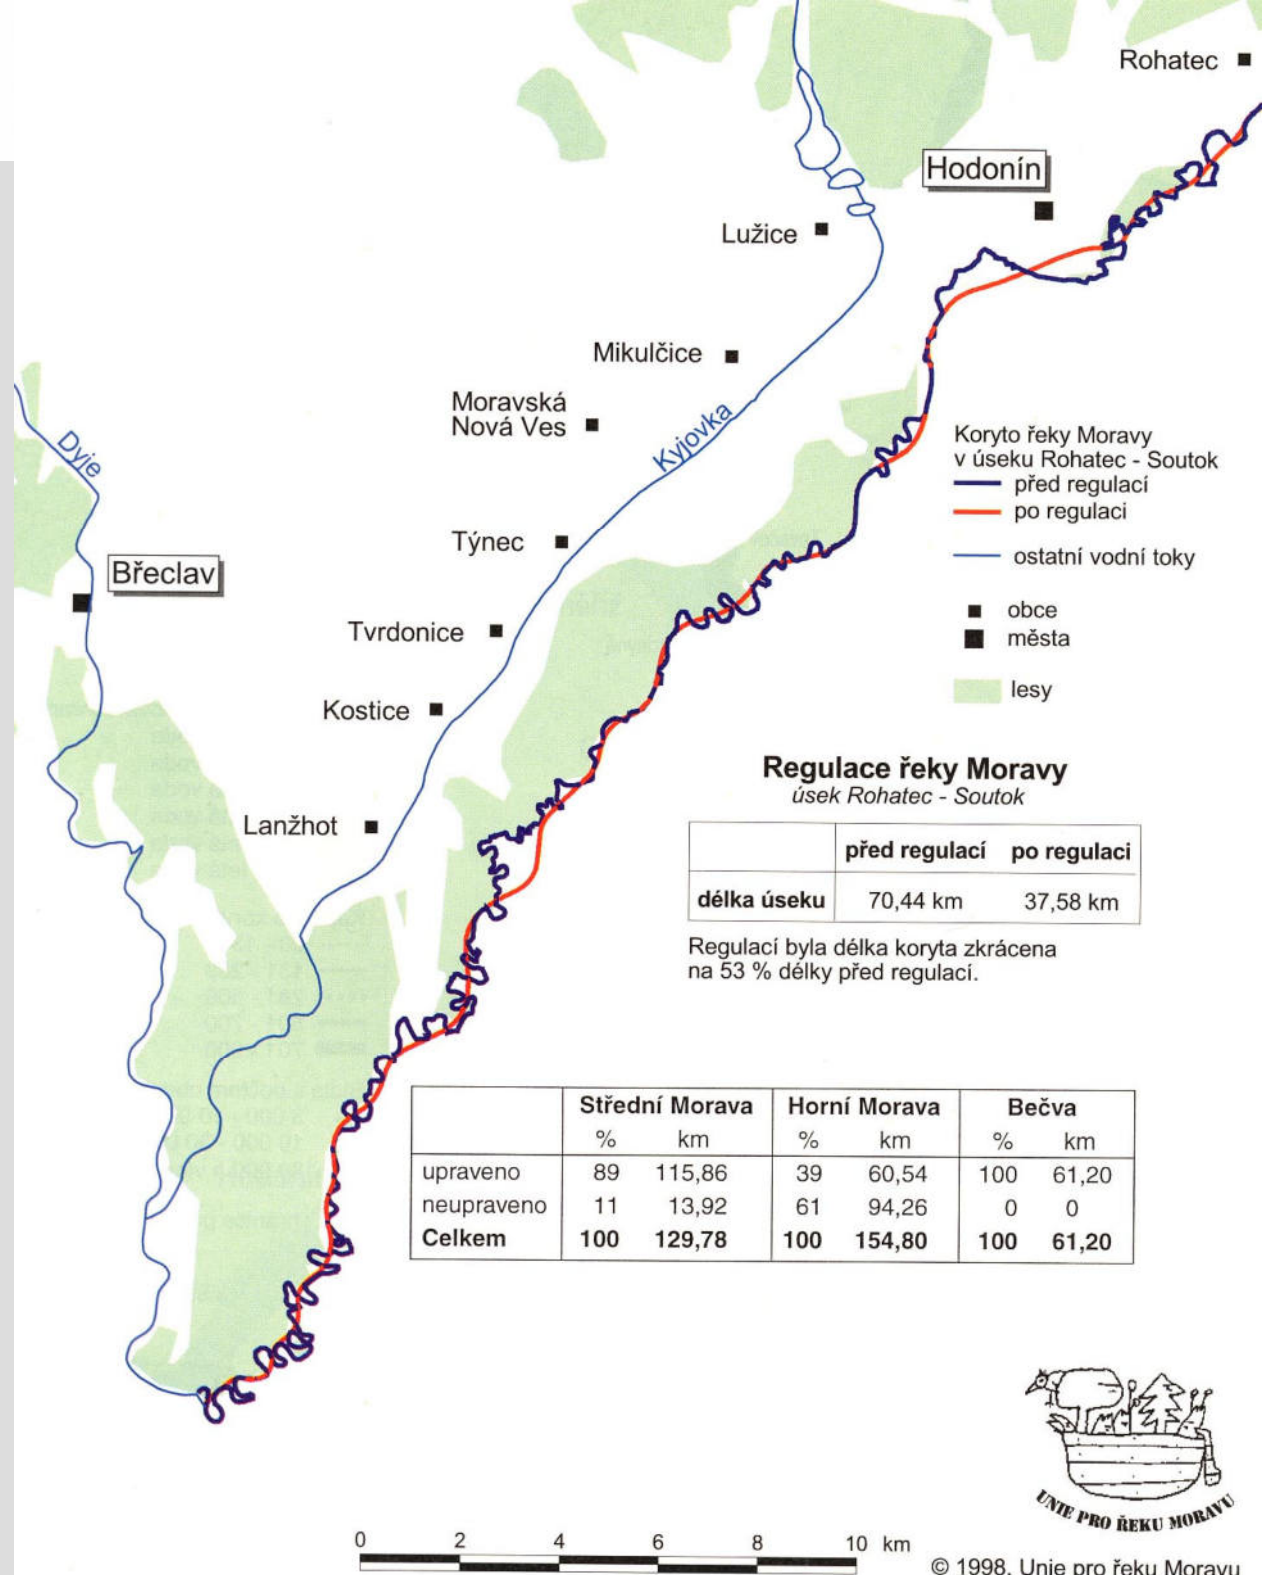 Rohatec
Hodonín
Lužice
Mikulčice
Moravská
Nová Ves
Kyjovka
Dyje
Koryto řeky Moravy
v úseku Rohatec - Soutok
před regulací
po regulaci
ostatní vodní toky
obce
města
lesy
Týnec
Břeclav
Tvrdonice
Kostice
Lanžhot
Regulace řeky Moravy
úsek Rohatec - Soutok
před regulací po regulaci
délka úseku 70,44 km 37,58 km
Regulací byla délka koryta zkrácena
na 53 % délky před regulací.
Střední Morava Horní Morava Bečva
% km % km % km
upraveno 89 115,86 39 60,54 100 61,20
neupraveno 11 13,92 61 94,26 0 0
Celkem 100 129,78 100 154,80 100 61,20
UNIE PRO ŘEKU MORAVU
0 2 4 6 8 10 km
© 1998, Unie pro řeku Moravu